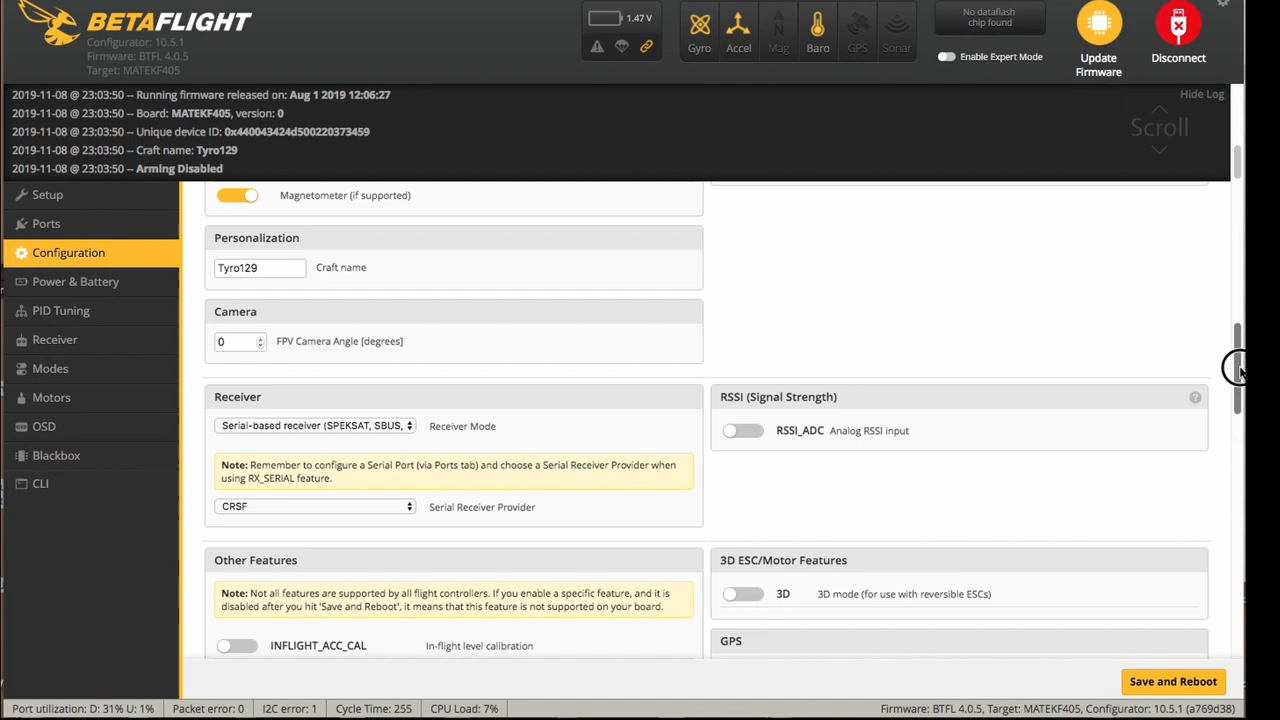 BETAFLIGHT
Configurator: 10.5.1
Firmware: BTFL 4.0.5
Target: MATEKF405
1.47 V
Gyro
Accel
Mag
Baro
GPS
Sonar
No dataflash
chip found
Enable Expert Mode
Update
Firmware
Disconnect
2019-11-08 @ 23:03:50 -- Running firmware released on: Aug 1 2019 12:06:27
2019-11-08 @ 23:03:50 -- Board: MATEKF405, version: 0
2019-11-08 @ 23:03:50 -- Unique device ID: 0x440043424d500220373459
2019-11-08 @ 23:03:50 -- Craft name: Tyro129
2019-11-08 @ 23:03:50 -- Arming Disabled
Hide Log
Scroll
Setup
Ports
Configuration
Power & Battery
PID Tuning
Receiver
Modes
Motors
OSD
Blackbox
CLI
Magnetometer (if supported)
Personalization
Tyro129 Craft name
Camera
0 FPV Camera Angle [degrees]
Receiver
Serial-based receiver (SPEKSAT, SBUS, Receiver Mode
Note: Remember to configure a Serial Port (via Ports tab) and choose a Serial Receiver Provider when
using RX_SERIAL feature.
CRSF Serial Receiver Provider
RSSI (Signal Strength)
RSSI_ADC Analog RSSI input
Other Features
Note: Not all features are supported by all flight controllers. If you enable a specific feature, and it is
disabled after you hit 'Save and Reboot', it means that this feature is not supported on your board.
INFLIGHT_ACC_CAL In-flight level calibration
3D ESC/Motor Features
3D 3D mode (for use with reversible ESCs)
GPS
Save and Reboot
Port utilization: D: 31% U: 1% Packet error: 0 I2C error: 1 Cycle Time: 255 CPU Load: 7% Firmware: BTFL 4.0.5, Target: MATEKF405, Configurator: 10.5.1 (a769d38)